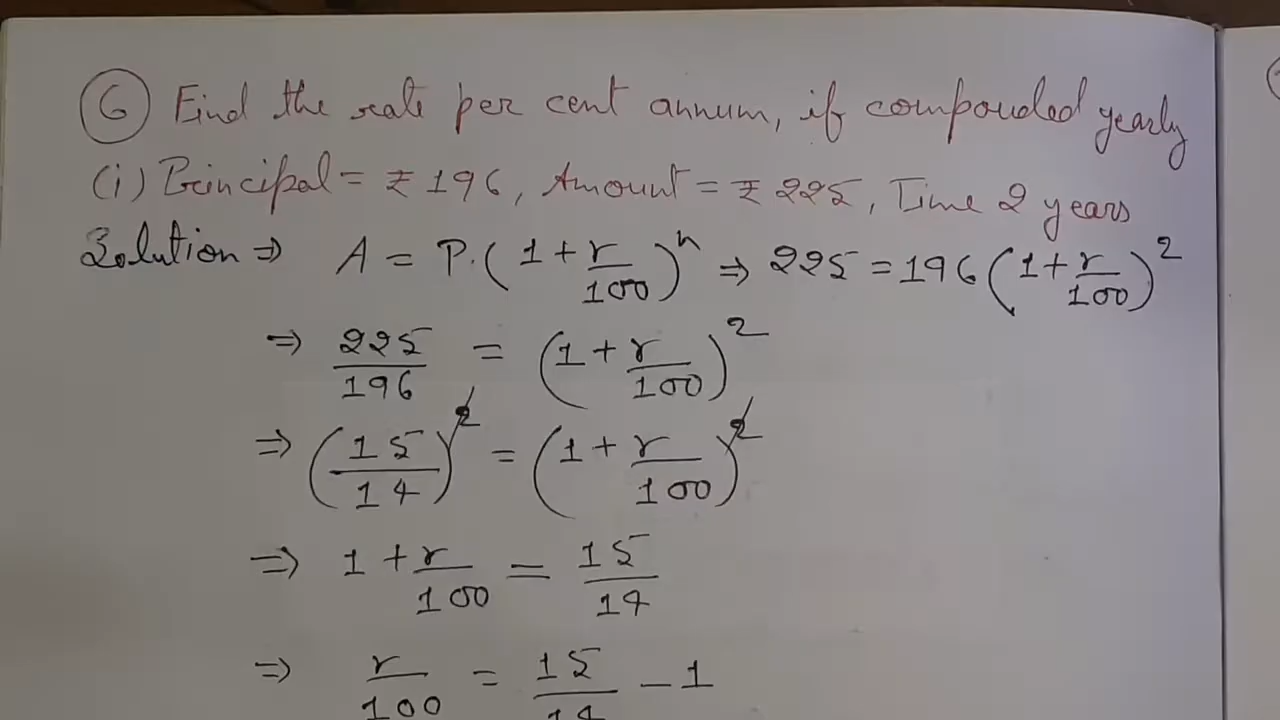 6 Find the rate per cent annum, if compouded yearly
(i) Principal = ₹ 196, Amount = ₹ 225, Time 2 years
Solution ⇒ A = P.(1 + r/100)^n ⇒ 225 = 196(1 + r/100)^2
⇒ 225/196 = (1 + r/100)^2
⇒ (15/14)^2 = (1 + r/100)^2
⇒ 1 + r/100 = 15/14
⇒ r/100 = 15/14 - 1